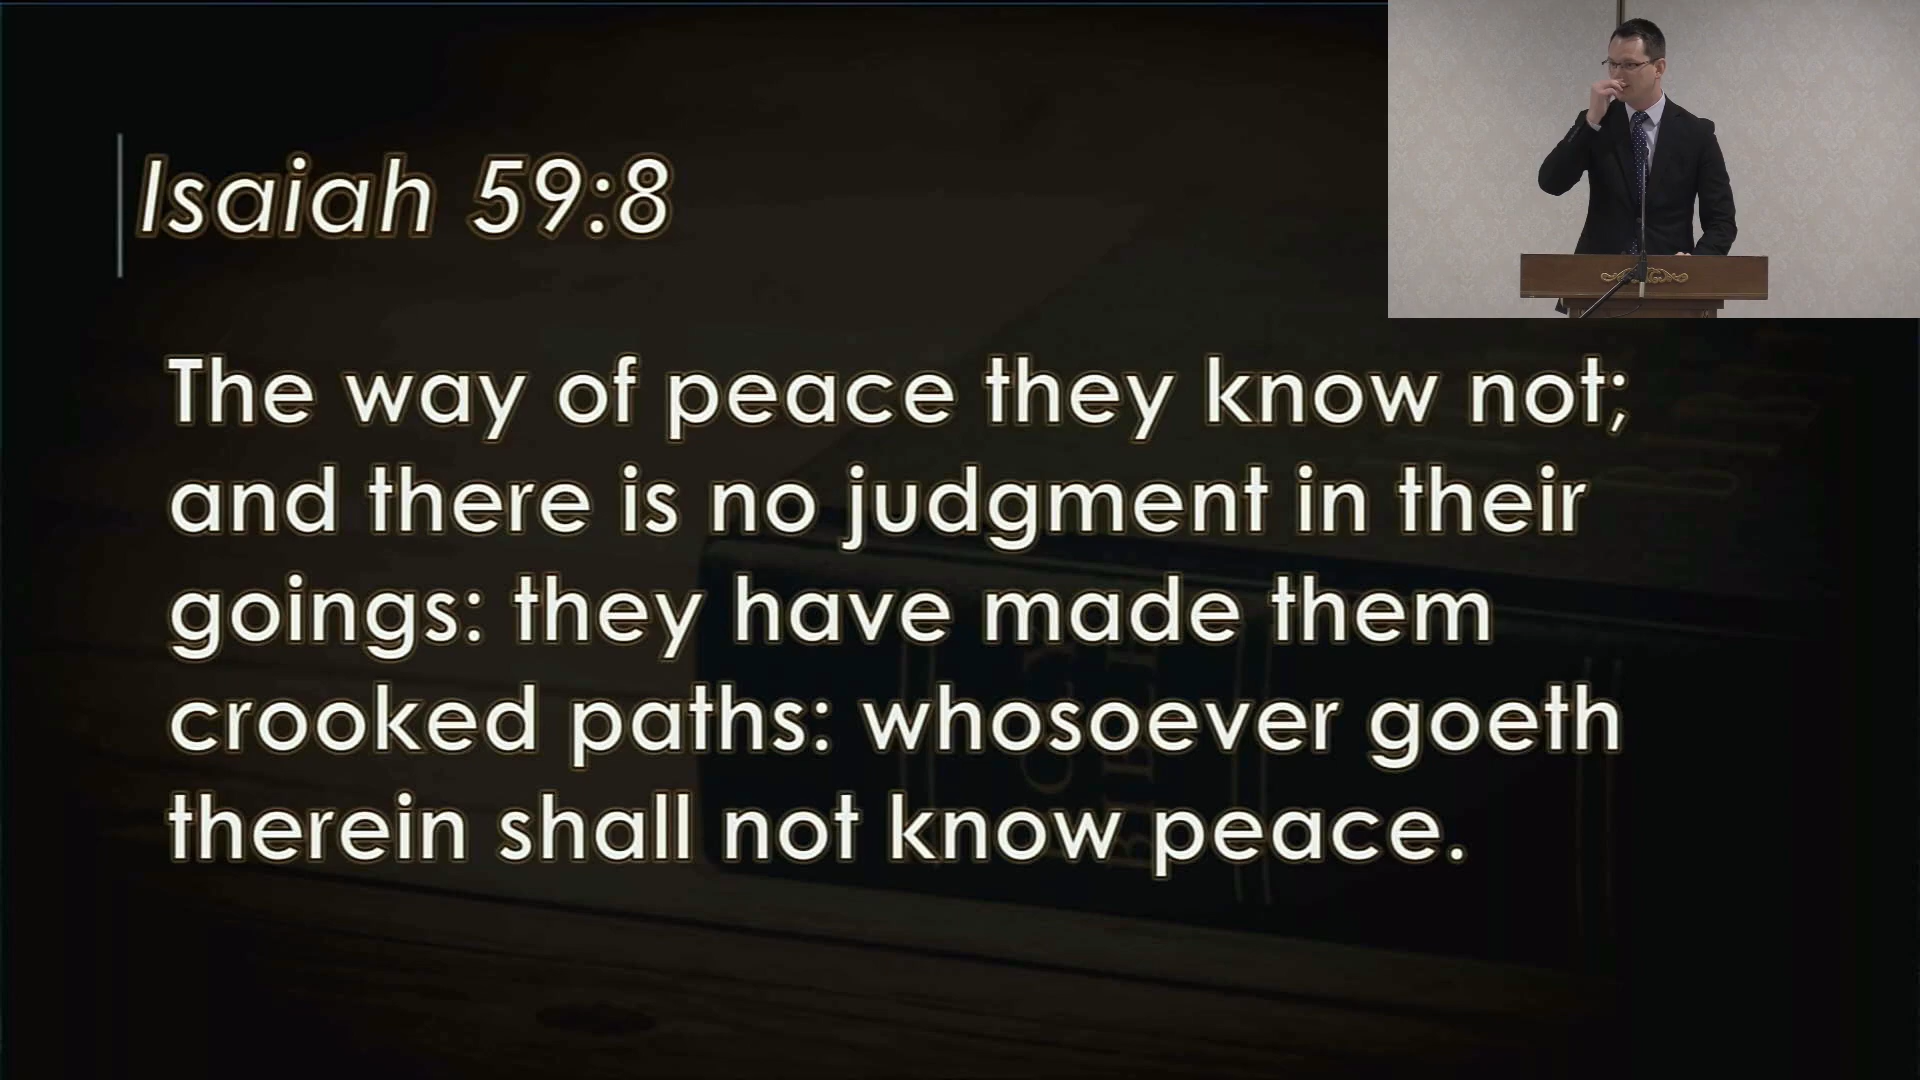 Isaiah 59:8
The way of peace they know not;
and there is no judgment in their
goings: they have made them
crooked paths: whosoever goeth
therein shall not know peace.